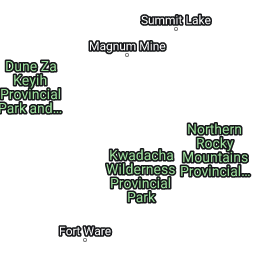 Summit Lake
Magnum Mine
Dune Za
Keyih
Provincial
Park and...
Northern
Rocky
Mountains
Provincial...
Kwadacha
Wilderness
Provincial
Park
Fort Ware